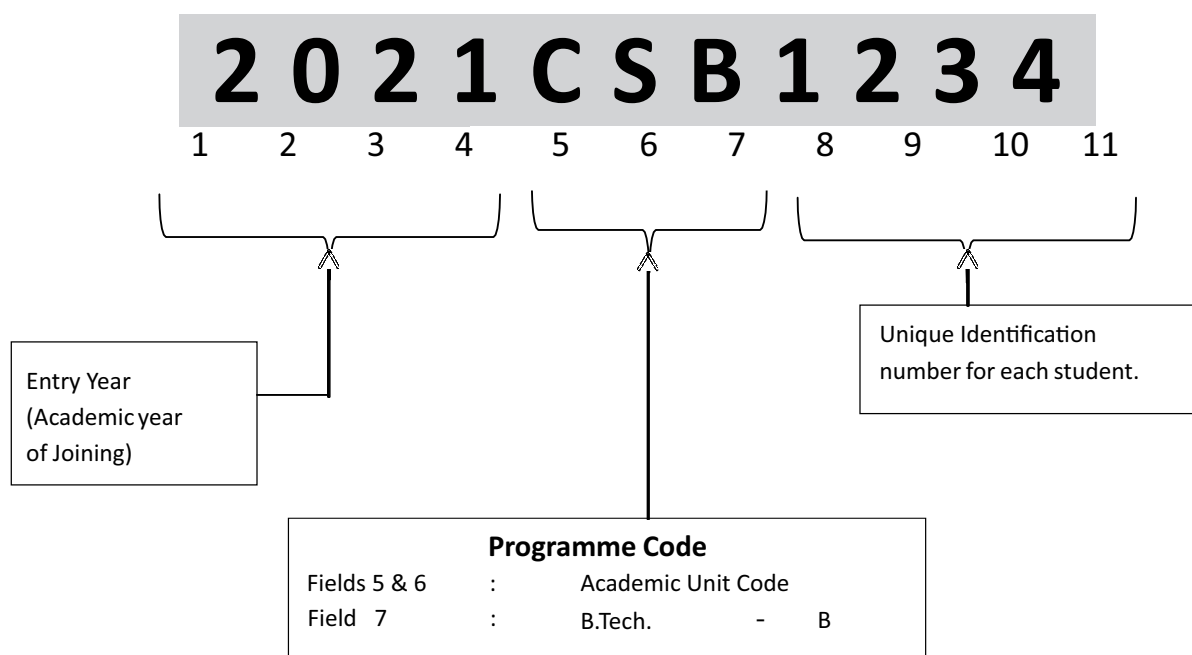 2 0 2 1 C S B 1 2 3 4
1 2 3 4 5 6 7 8 9 10 11
Entry Year
(Academic year
of Joining)
Unique Identification
number for each student.
Programme Code
Fields 5 & 6 : Academic Unit Code
Field 7 : B.Tech. - B